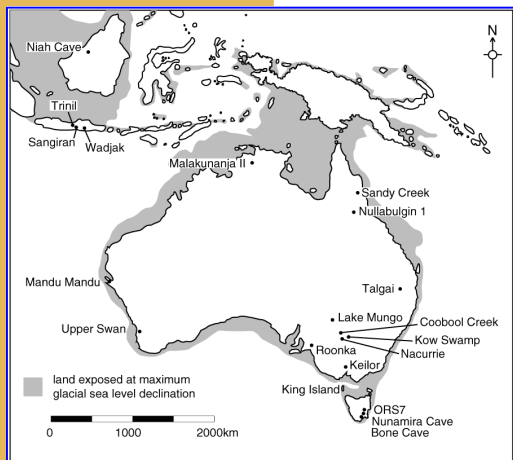 N
Niah Cave
Trinil
Sangiran
Wadjak
Malakunanja II
Sandy Creek
Nullabulgin 1
Mandu Mandu
Talgai
Lake Mungo
Coobool Creek
Upper Swan
Kow Swamp
Roonka
Nacurrie
Keilor
King Island
land exposed at maximum
glacial sea level declination
ORS7
Nunamira Cave
Bone Cave
0 1000 2000km